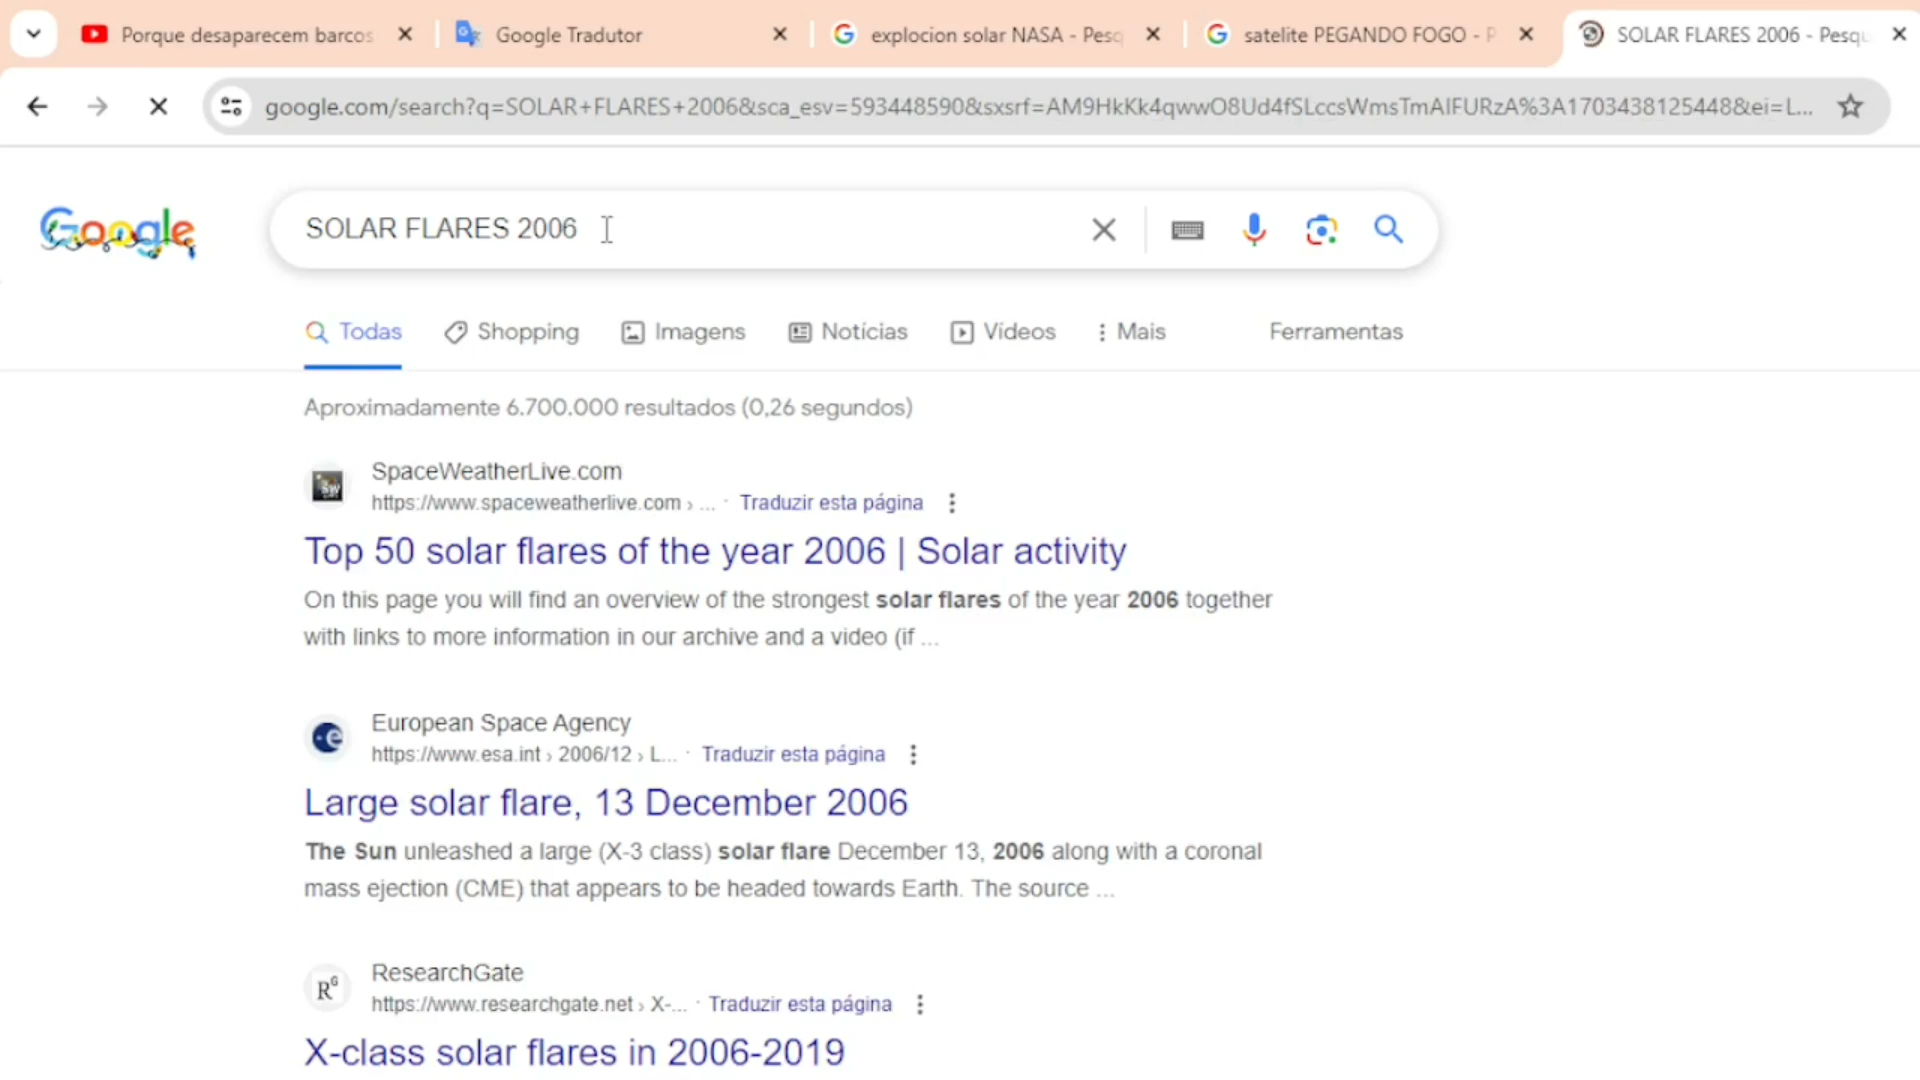 Porque desaparecem barcos
Google Tradutor
explocion solar NASA - Pesq
satelite PEGANDO FOGO - P
SOLAR FLARES 2006 - Pesqu
google.com/search?q=SOLAR+FLARES+2006&sca_esv=593448590&sxsrf=AM9HkKk4qwwO8Ud4fSLccsWmsTmAIFURzA%3A1703438125448&ei=L...
Google
SOLAR FLARES 2006
Todas
Shopping
Imagens
Notícias
Vídeos
Mais
Ferramentas
Aproximadamente 6.700.000 resultados (0,26 segundos)
SW
SpaceWeatherLive.com
https://www.spaceweatherlive.com › ... · Traduzir esta página
Top 50 solar flares of the year 2006 | Solar activity
On this page you will find an overview of the strongest solar flares of the year 2006 together
with links to more information in our archive and a video (if ...
European Space Agency
https://www.esa.int › 2006/12 › L... · Traduzir esta página
Large solar flare, 13 December 2006
The Sun unleashed a large (X-3 class) solar flare December 13, 2006 along with a coronal
mass ejection (CME) that appears to be headed towards Earth. The source ...
RG
ResearchGate
https://www.researchgate.net › X-... · Traduzir esta página
X-class solar flares in 2006-2019